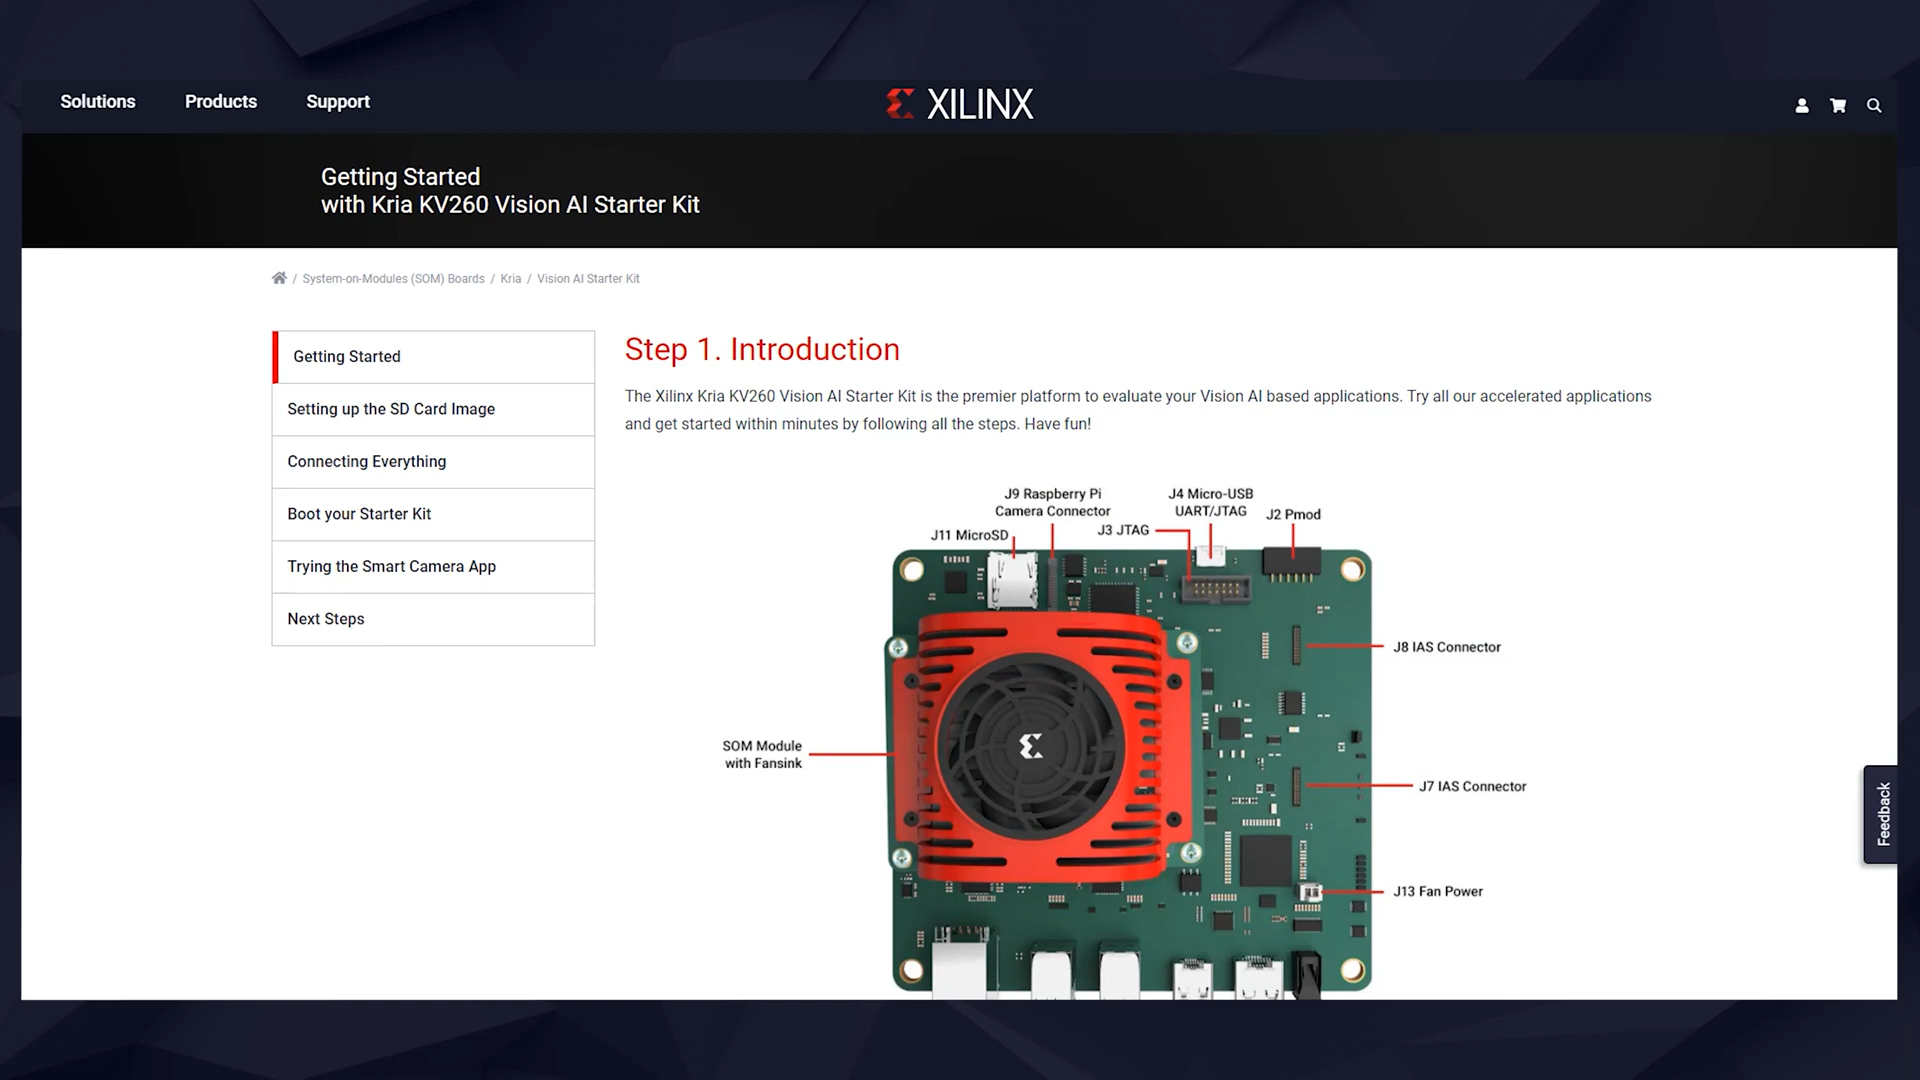 Solutions
Products
Support
XILINX
Getting Started
with Kria KV260 Vision AI Starter Kit
/ System-on-Modules (SOM) Boards / Kria / Vision AI Starter Kit
Getting Started
Setting up the SD Card Image
Connecting Everything
Boot your Starter Kit
Trying the Smart Camera App
Next Steps
Step 1. Introduction
The Xilinx Kria KV260 Vision AI Starter Kit is the premier platform to evaluate your Vision AI based applications. Try all our accelerated applications
and get started within minutes by following all the steps. Have fun!
J9 Raspberry Pi
Camera Connector
J4 Micro-USB
UART/JTAG
J2 Pmod
J11 MicroSD
J3 JTAG
J8 IAS Connector
SOM Module
with Fansink
J7 IAS Connector
J13 Fan Power
Feedback